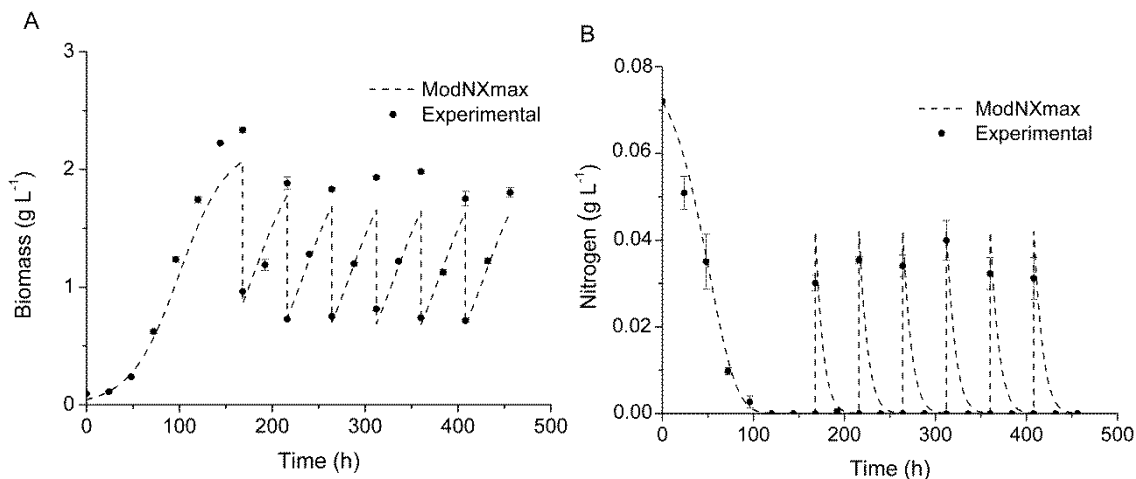 A
3
2
1
0
Biomass (g L⁻¹)
ModNXmax
Experimental
0 100 200 300 400 500
Time (h)
B
0.08
0.06
0.04
0.02
0.00
Nitrogen (g L⁻¹)
ModNXmax
Experimental
0 100 200 300 400 500
Time (h)